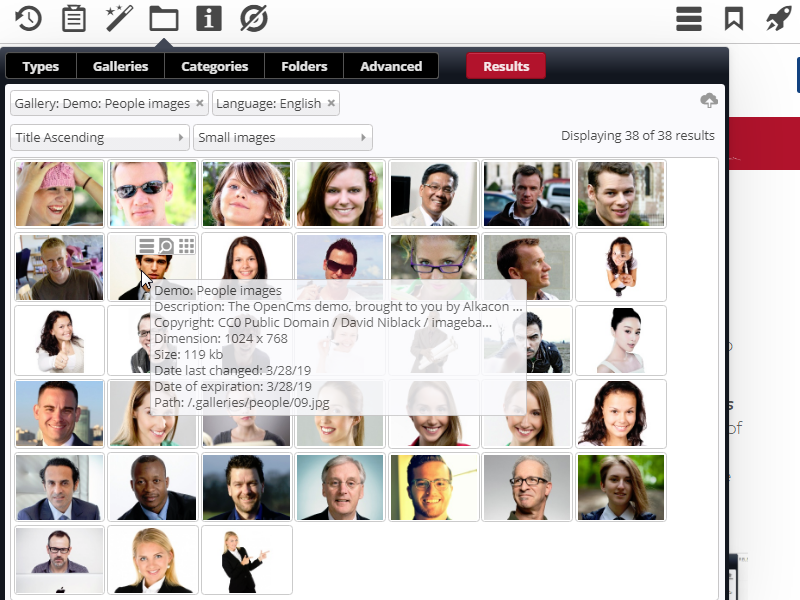 Types Galleries Categories Folders Advanced Results
Gallery: Demo: People images × Language: English ×
Title Ascending Small images Displaying 38 of 38 results
Demo: People images
Description: The OpenCms demo, brought to you by Alkacon ...
Copyright: CC0 Public Domain / David Niblack / imageba...
Dimension: 1024 x 768
Size: 119 kb
Date last changed: 3/28/19
Date of expiration: 3/28/19
Path: /.galleries/people/09.jpg
of